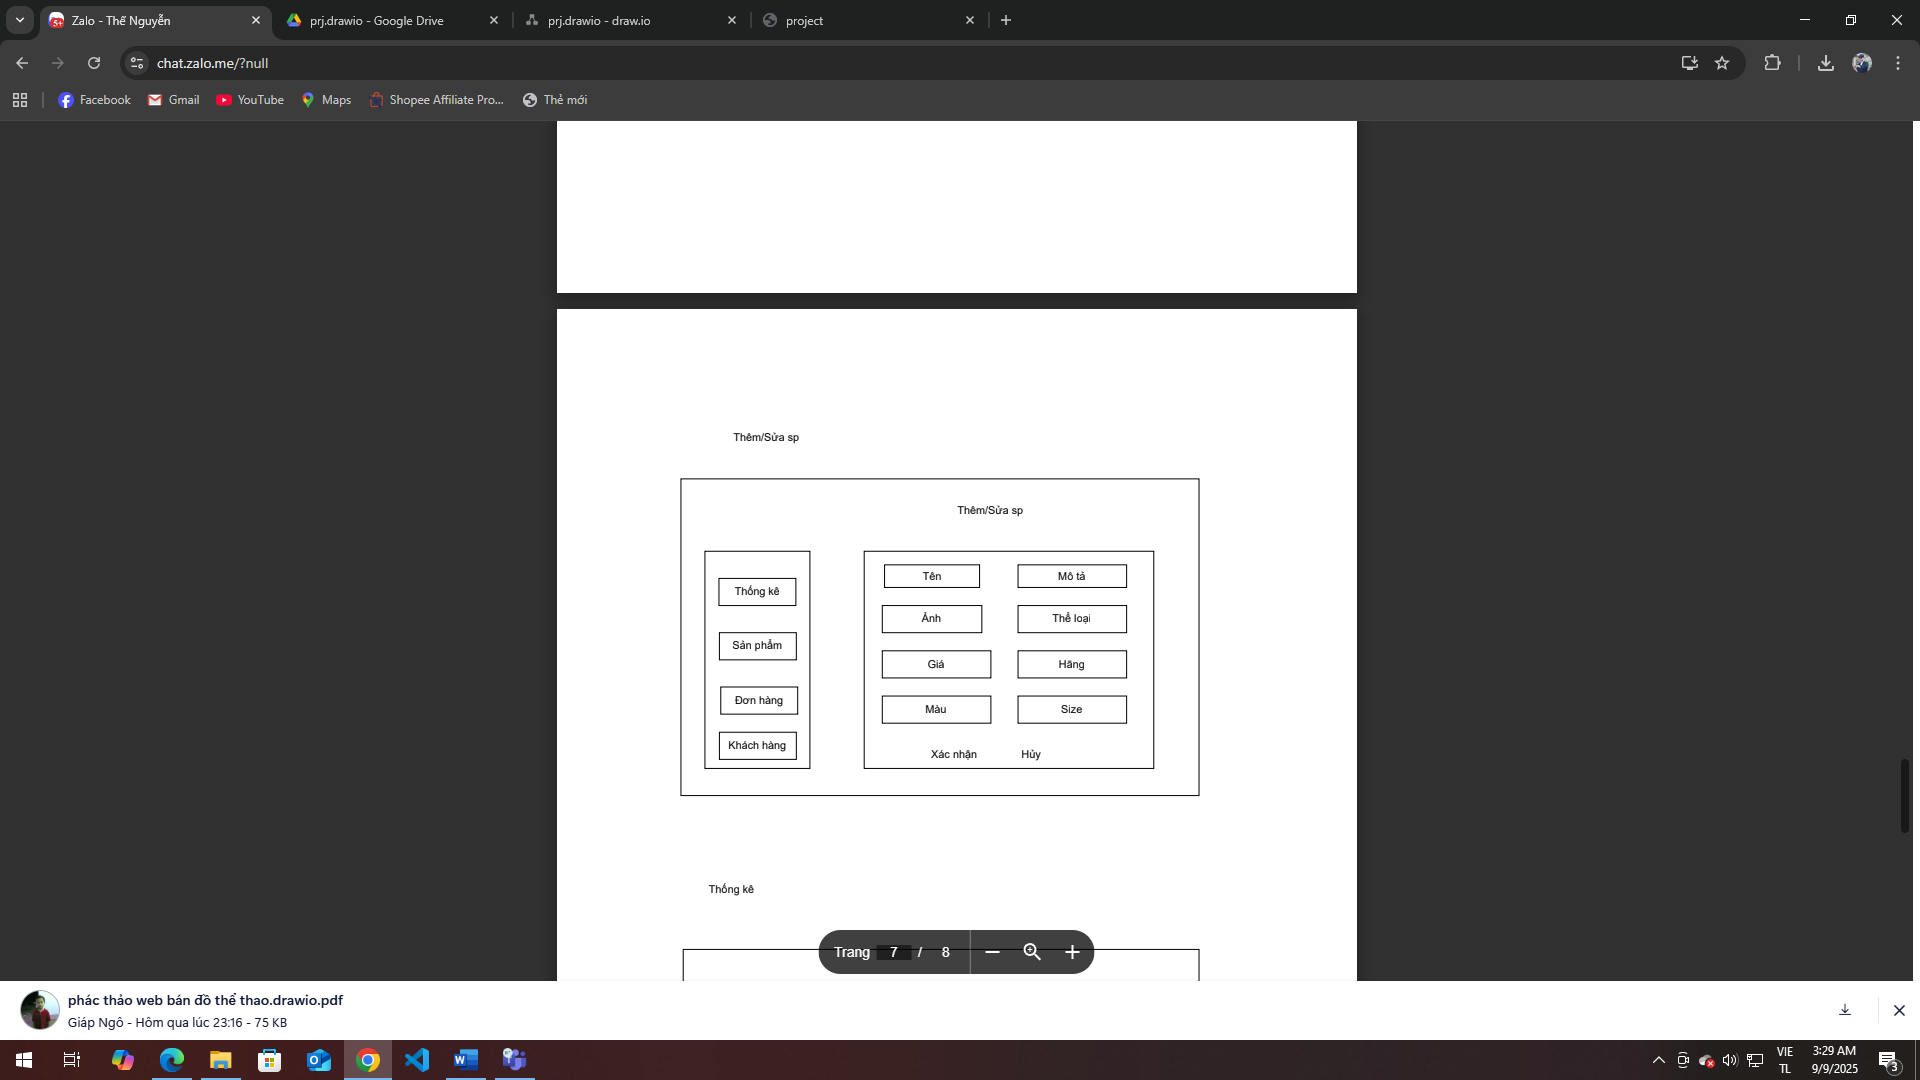 Zalo - Thế Nguyễn
prj.drawio - Google Drive
prj.drawio - draw.io
project
chat.zalo.me/?null
Facebook
Gmail
YouTube
Maps
Shopee Affiliate Pro...
Thẻ mới
Thêm/Sửa sp
Thêm/Sửa sp
Thống kê
Sản phẩm
Đơn hàng
Khách hàng
Tên
Mô tả
Ảnh
Thể loại
Giá
Hãng
Màu
Size
Xác nhận
Hủy
Thống kê
Trang 7 / 8
phác thảo web bán đồ thể thao.drawio.pdf
Giáp Ngô - Hôm qua lúc 23:16 - 75 KB
VIE
TL
3:29 AM
9/9/2025
3